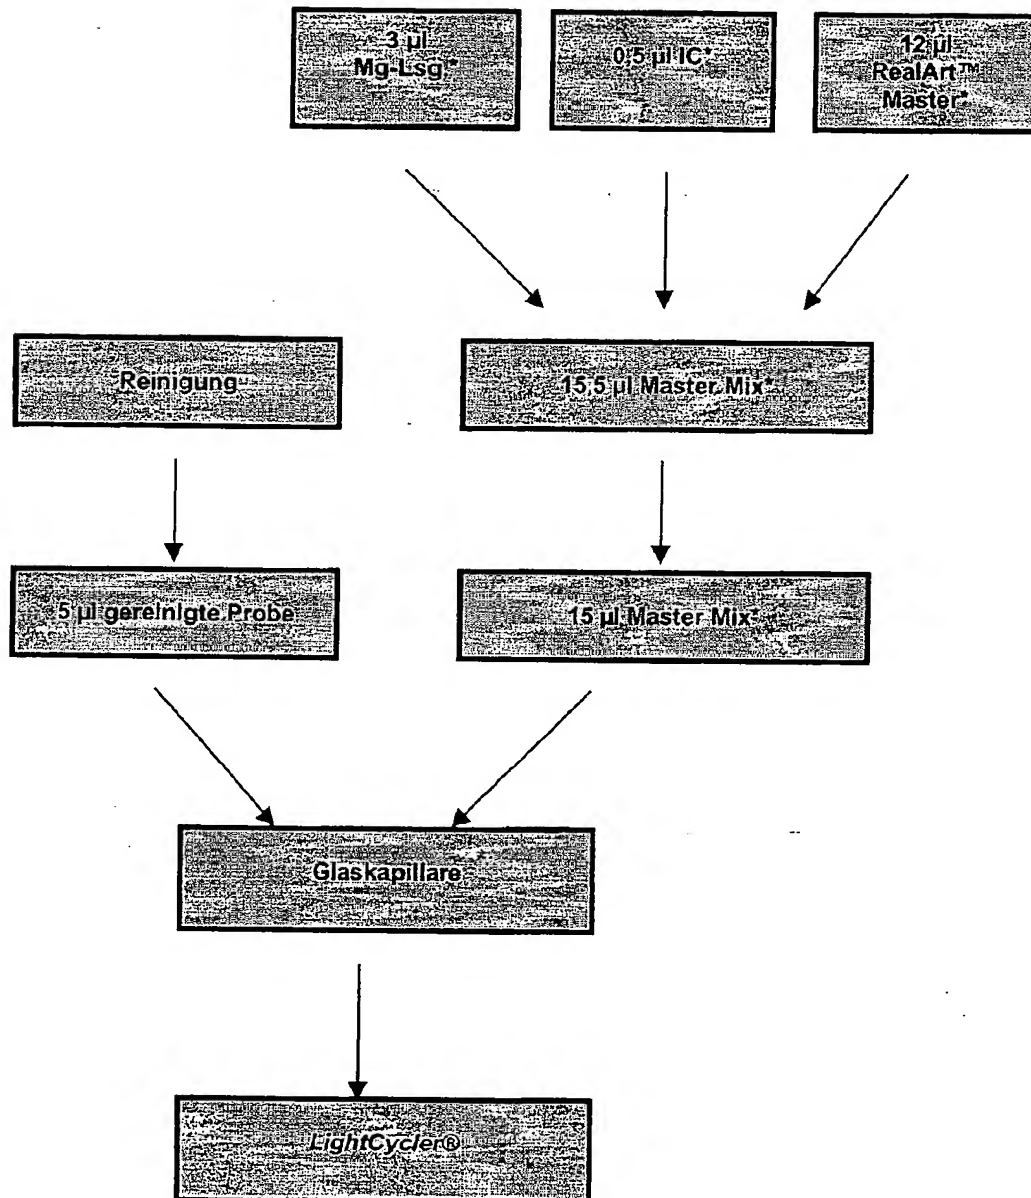 3 µl
Mg-Lsg.*
0,5 µl IC*
12 µl
RealArt™
Master*
Reinigung
15,5 µl Master Mix*
5 µl gereinigte Probe
15 µl Master Mix*
Glaskapillare
LightCycler®